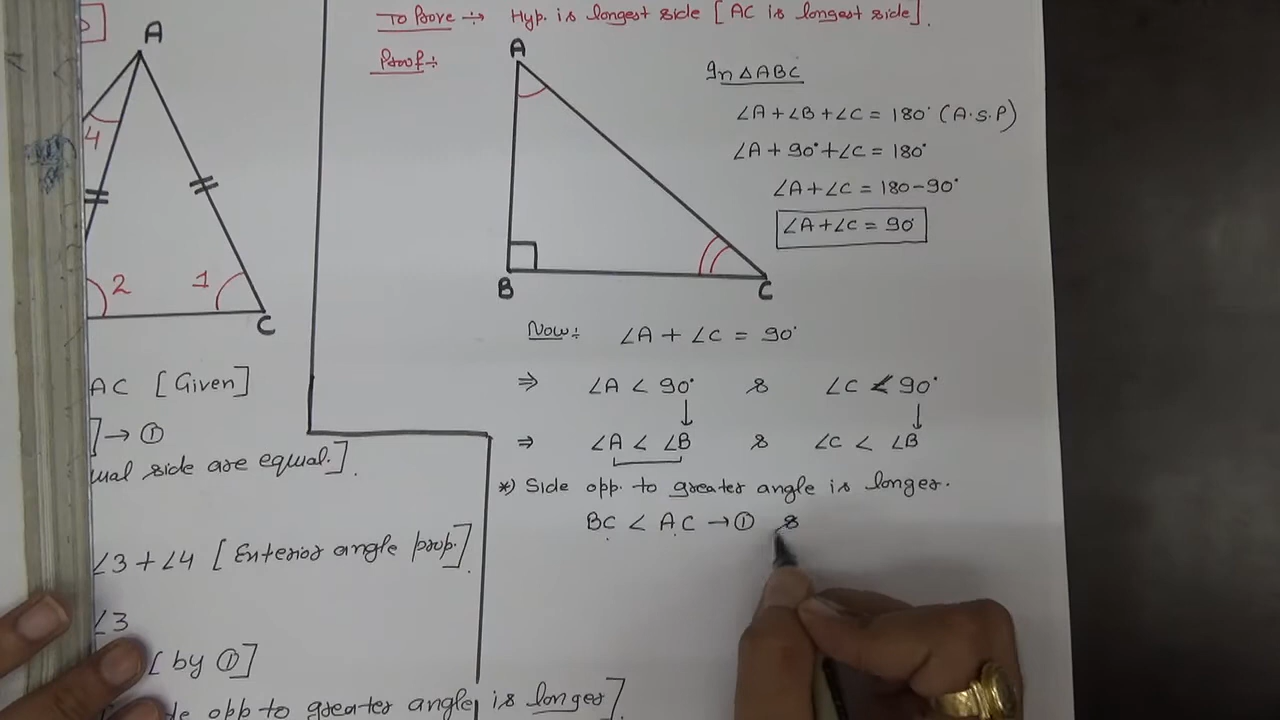 To Prove ÷ Hyp. is longest side [AC is longest side].
Proof ÷
A
B
C
In △ABC
∠A + ∠B + ∠C = 180° (A.S.P)
∠A + 90° + ∠C = 180°
∠A + ∠C = 180 - 90°
∠A + ∠C = 90°
Now ÷ ∠A + ∠C = 90°
⇒ ∠A < 90° & ∠C < 90°
⇒ ∠A < ∠B & ∠C < ∠B
*) Side opp. to greater angle is longer.
BC < AC → ① &
A
4
2
1
C
AC [Given]
] → ①
side are equal.].
∠3 + ∠4 [Exterior angle prop.].
∠3
[by ①]
opp to greater angle is longer].